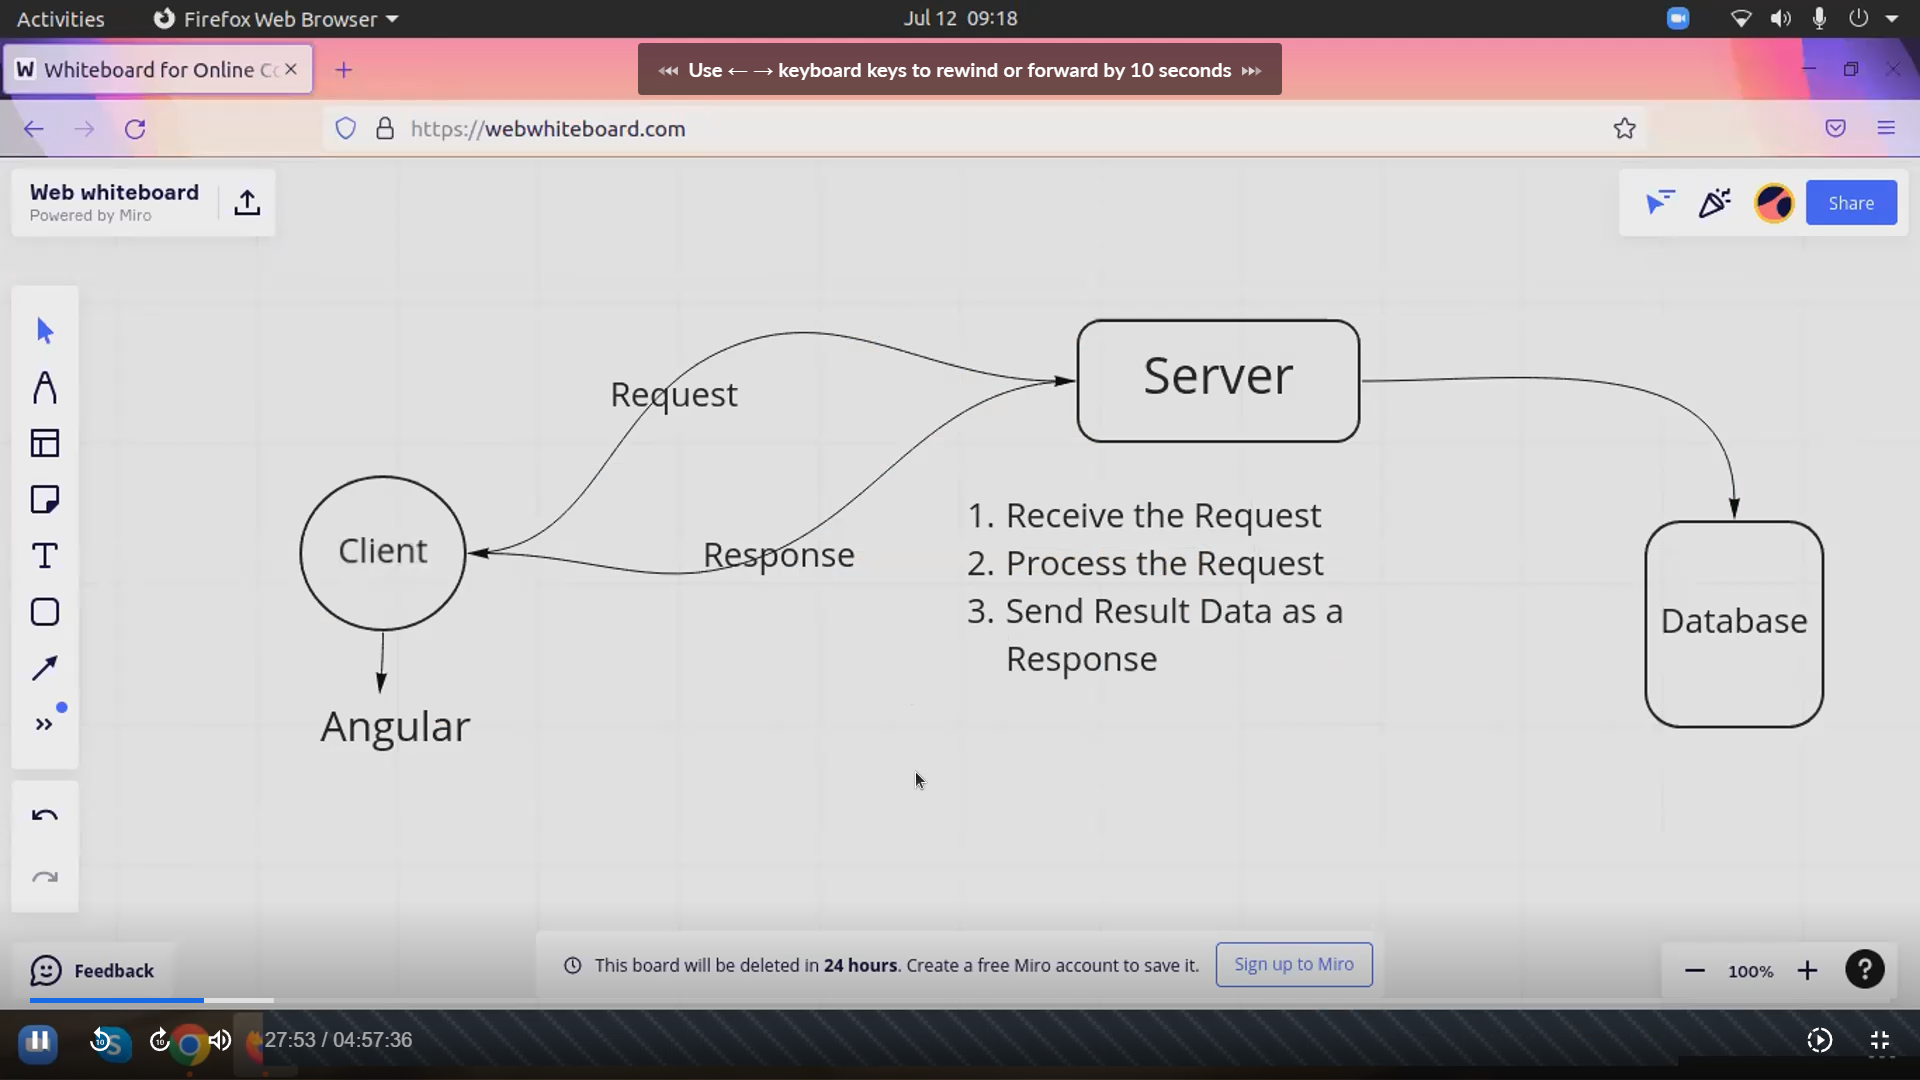 Activities
Firefox Web Browser
Jul 12 09:18
Whiteboard for Online Co
Use ← → keyboard keys to rewind or forward by 10 seconds
https://webwhiteboard.com
Web whiteboard
Powered by Miro
Share
Server
Request
Client
Response
1. Receive the Request
2. Process the Request
3. Send Result Data as a
Response
Database
Angular
Feedback
This board will be deleted in 24 hours. Create a free Miro account to save it.
Sign up to Miro
100%
27:53 / 04:57:36